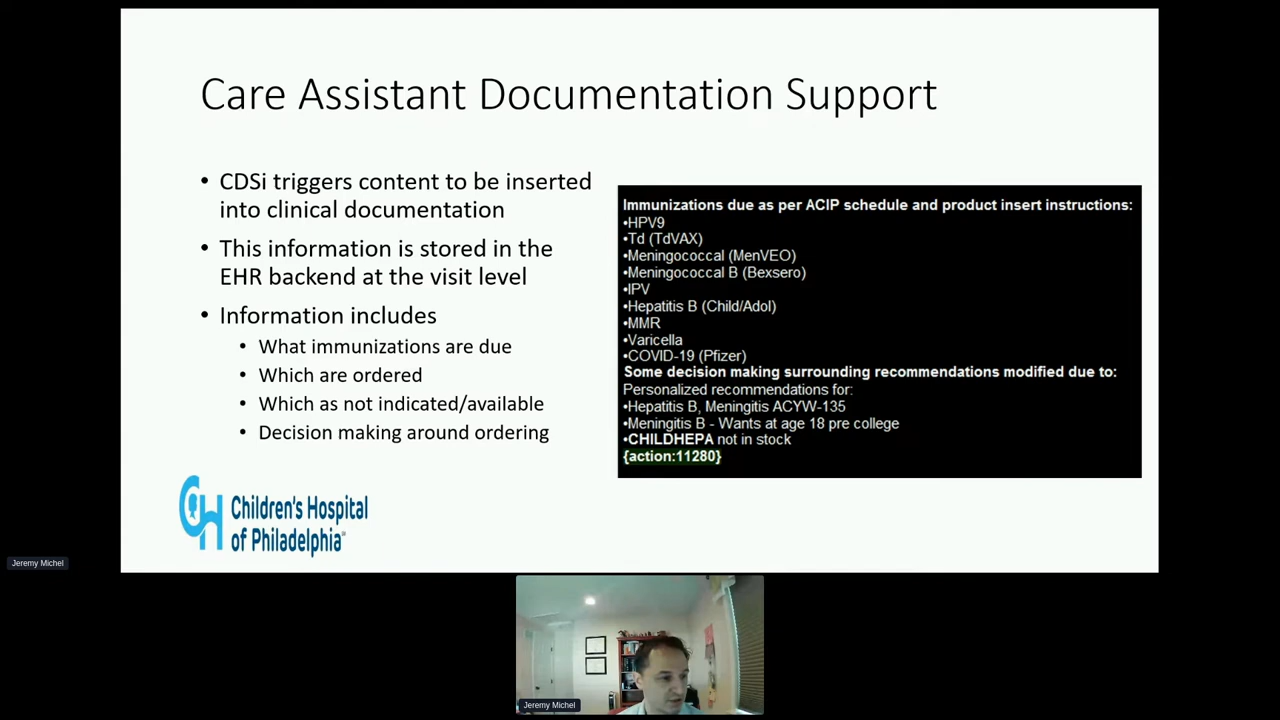 Care Assistant Documentation Support
• CDSi triggers content to be inserted
into clinical documentation
• This information is stored in the
EHR backend at the visit level
• Information includes
• What immunizations are due
• Which are ordered
• Which as not indicated/available
• Decision making around ordering
Immunizations due as per ACIP schedule and product insert instructions:
•HPV9
•Td (TdVAX)
•Meningococcal (MenVEO)
•Meningococcal B (Bexsero)
•IPV
•Hepatitis B (Child/Adol)
•MMR
•Varicella
•COVID-19 (Pfizer)
Some decision making surrounding recommendations modified due to:
Personalized recommendations for:
•Hepatitis B, Meningitis ACYW-135
•Meningitis B - Wants at age 18 pre college
•CHILDHEPA not in stock
{action:11280}
Children's Hospital
of Philadelphia
Jeremy Michel
Jeremy Michel